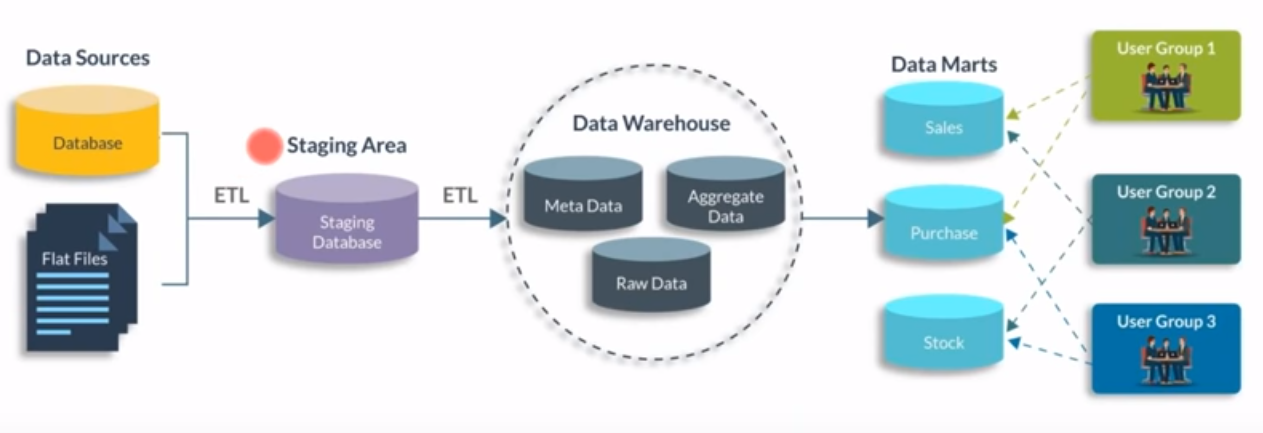 Data Sources
Database
Flat Files
ETL
Staging Area
Staging
Database
ETL
Data Warehouse
Meta Data
Aggregate
Data
Raw Data
Data Marts
Sales
Purchase
Stock
User Group 1
User Group 2
User Group 3